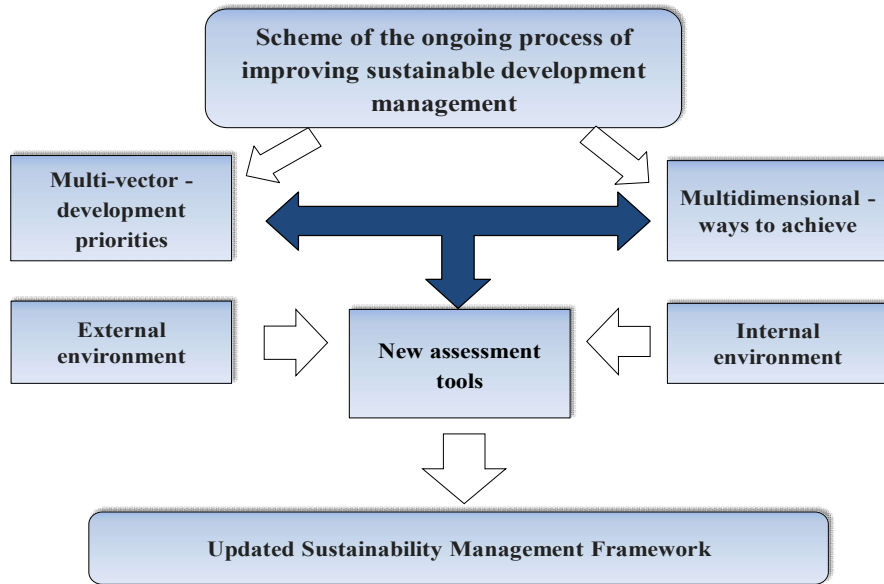 Scheme of the ongoing process of
improving sustainable development
management
Multi-vector -
development
priorities
Multidimensional -
ways to achieve
External
environment
New assessment
tools
Internal
environment
Updated Sustainability Management Framework